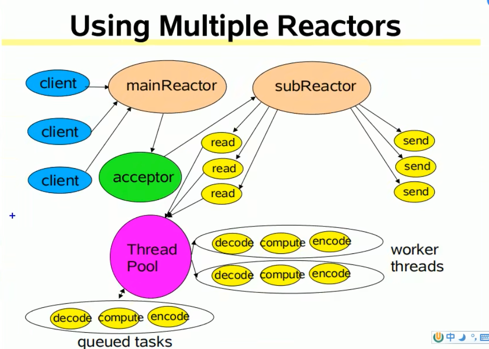 Using Multiple Reactors
client
mainReactor
subReactor
client
client
acceptor
read
read
read
send
send
send
Thread
Pool
decode compute encode
decode compute encode
worker
threads
decode compute encode
queued tasks
中